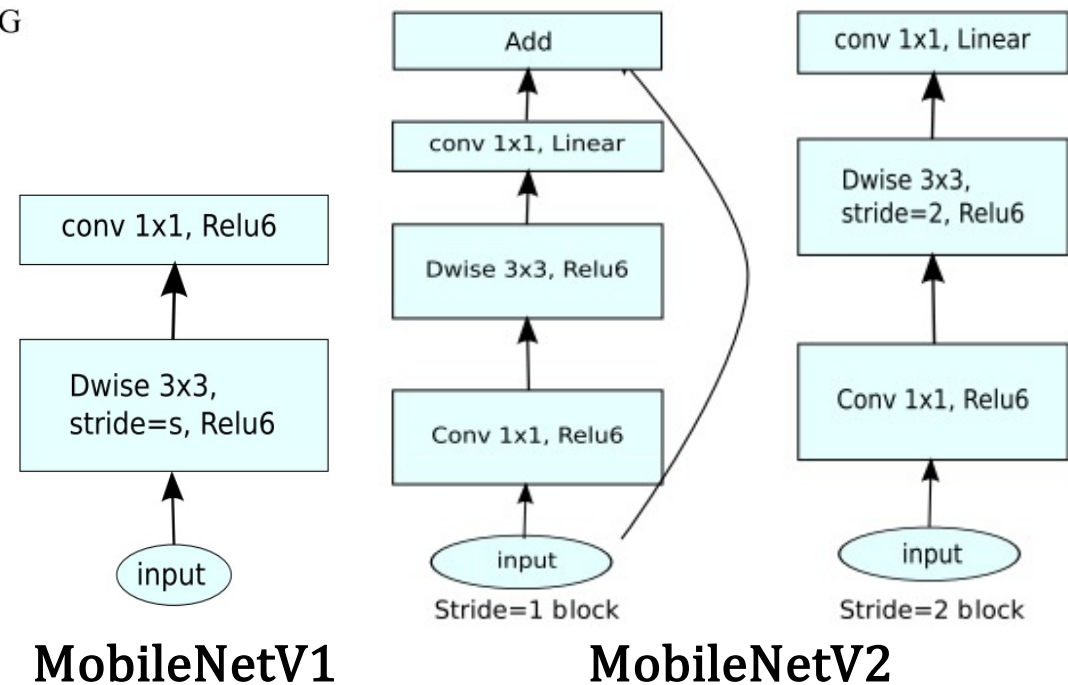 G
conv 1x1, Relu6
Dwise 3x3,
stride=s, Relu6
input
MobileNetV1
Add
conv 1x1, Linear
Dwise 3x3, Relu6
Conv 1x1, Relu6
input
Stride=1 block
conv 1x1, Linear
Dwise 3x3,
stride=2, Relu6
Conv 1x1, Relu6
input
Stride=2 block
MobileNetV2